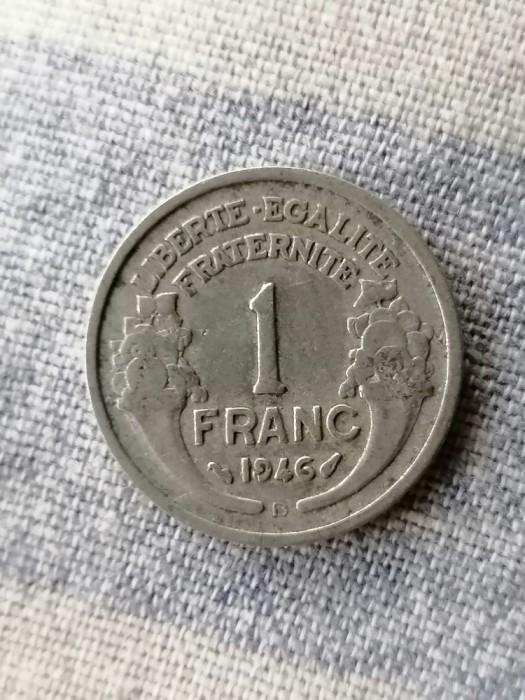 LIBERTE-EGALITE
FRATERNITE
1
FRANC
1946
B